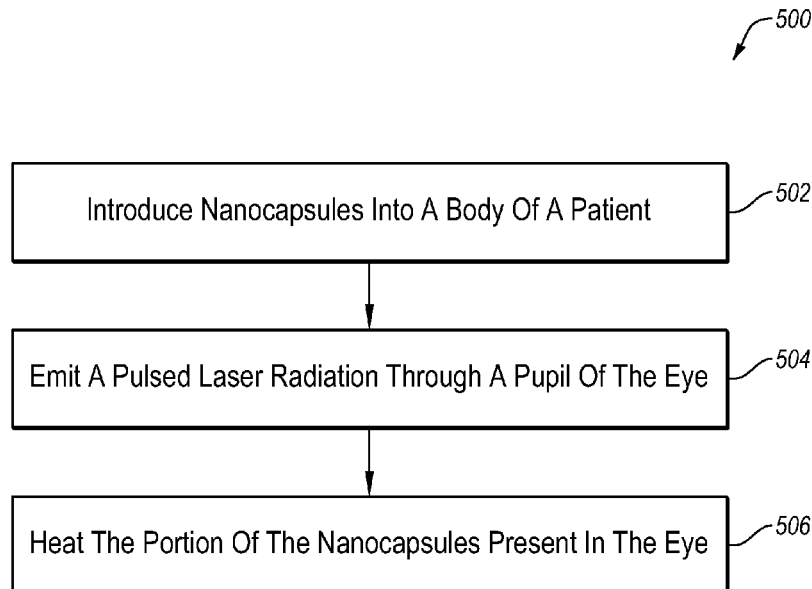 500
Introduce Nanocapsules Into A Body Of A Patient
502
Emit A Pulsed Laser Radiation Through A Pupil Of The Eye
504
Heat The Portion Of The Nanocapsules Present In The Eye
506